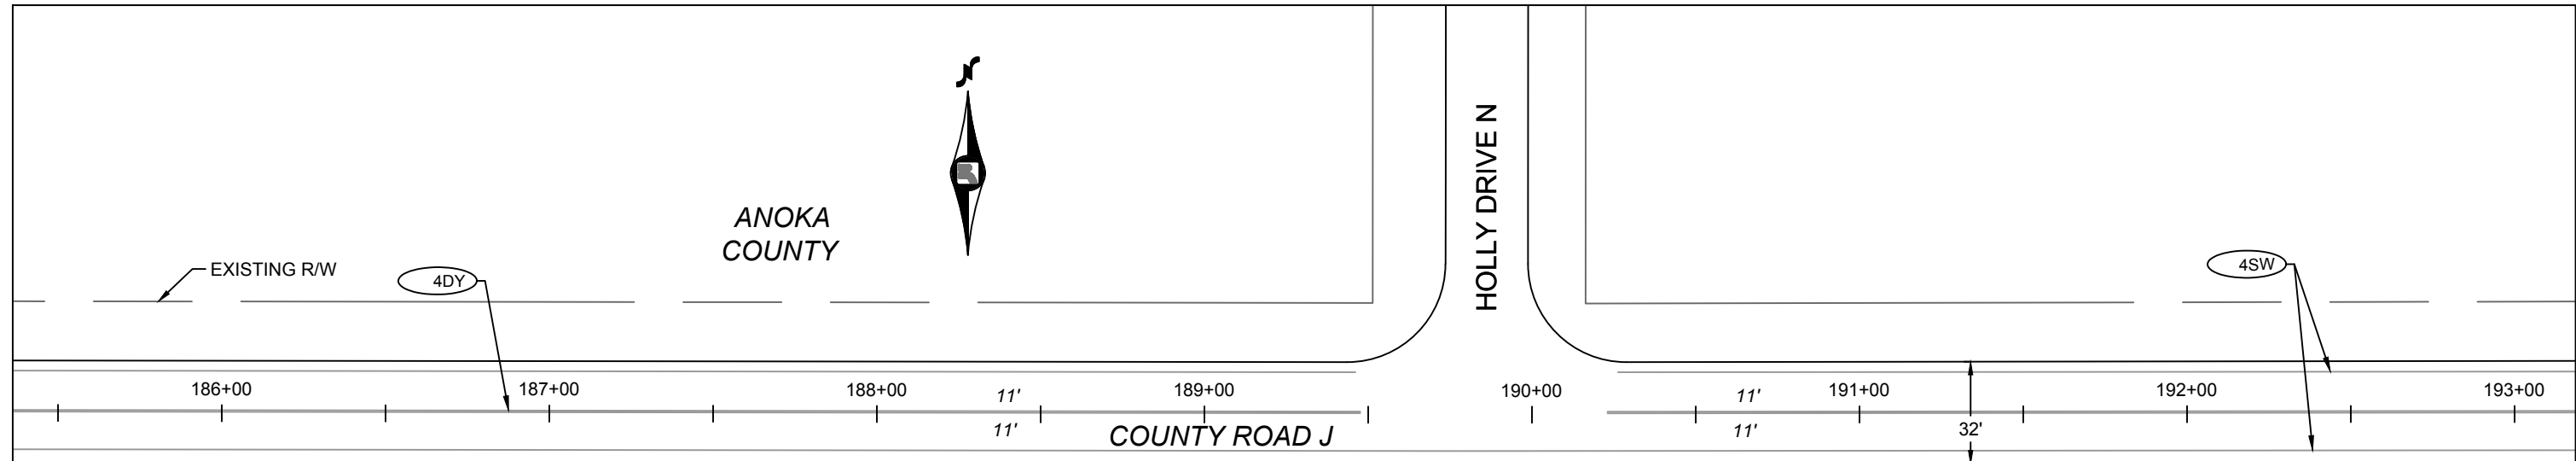 N
HOLLY DRIVE N
ANOKA
COUNTY
EXISTING R/W
4DY
4SW
186+00
187+00
188+00
11'
189+00
190+00
11'
191+00
192+00
193+00
11'
COUNTY ROAD J
11'
32'